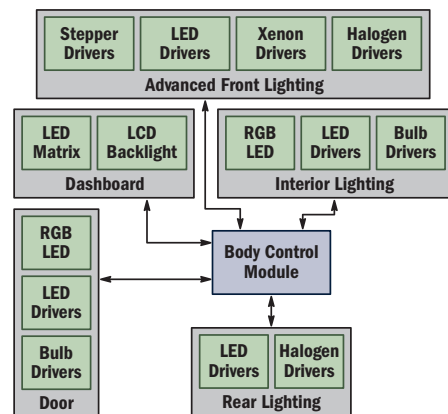 Stepper Drivers
LED Drivers
Xenon Drivers
Halogen Drivers
Advanced Front Lighting
LED Matrix
LCD Backlight
Dashboard
RGB LED
LED Drivers
Bulb Drivers
Interior Lighting
RGB LED
LED Drivers
Bulb Drivers
Door
Body Control
Module
LED Drivers
Halogen Drivers
Rear Lighting